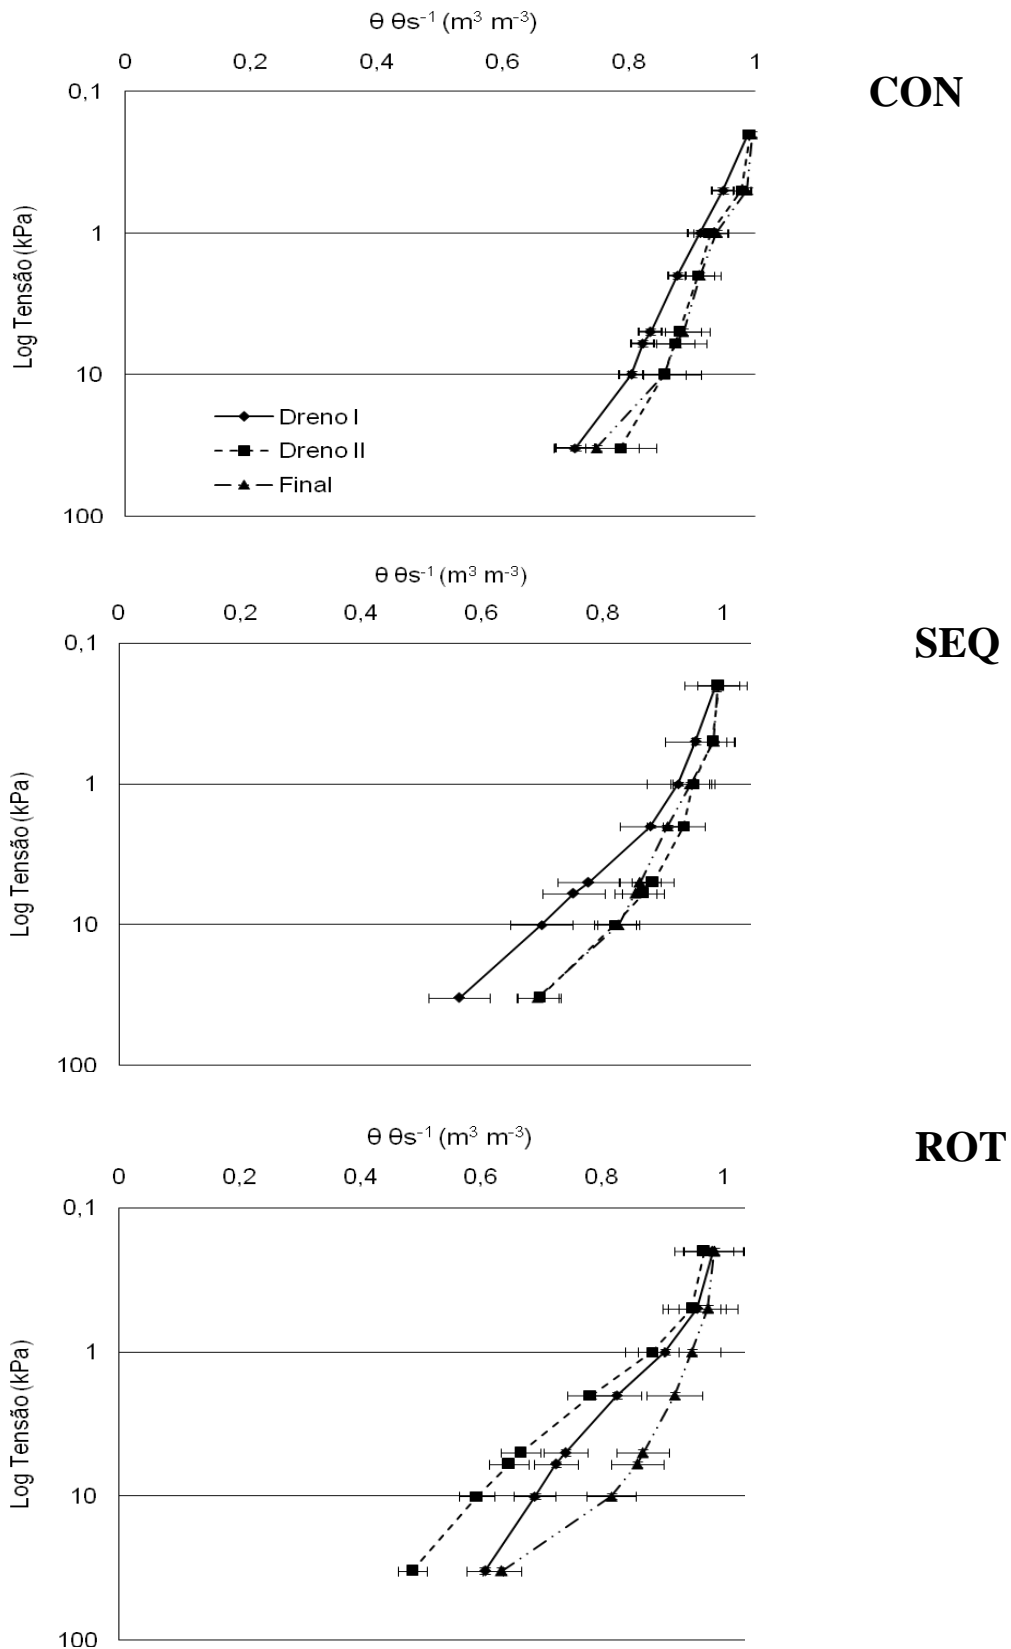 θ θs⁻¹ (m³ m⁻³)
0 0,2 0,4 0,6 0,8 1
CON
0,1
1
10
100
Log Tensão (kPa)
Dreno I
Dreno II
Final
θ θs⁻¹ (m³ m⁻³)
0 0,2 0,4 0,6 0,8 1
SEQ
0,1
1
10
100
Log Tensão (kPa)
θ θs⁻¹ (m³ m⁻³)
ROT
0 0,2 0,4 0,6 0,8 1
0,1
1
10
100
Log Tensão (kPa)